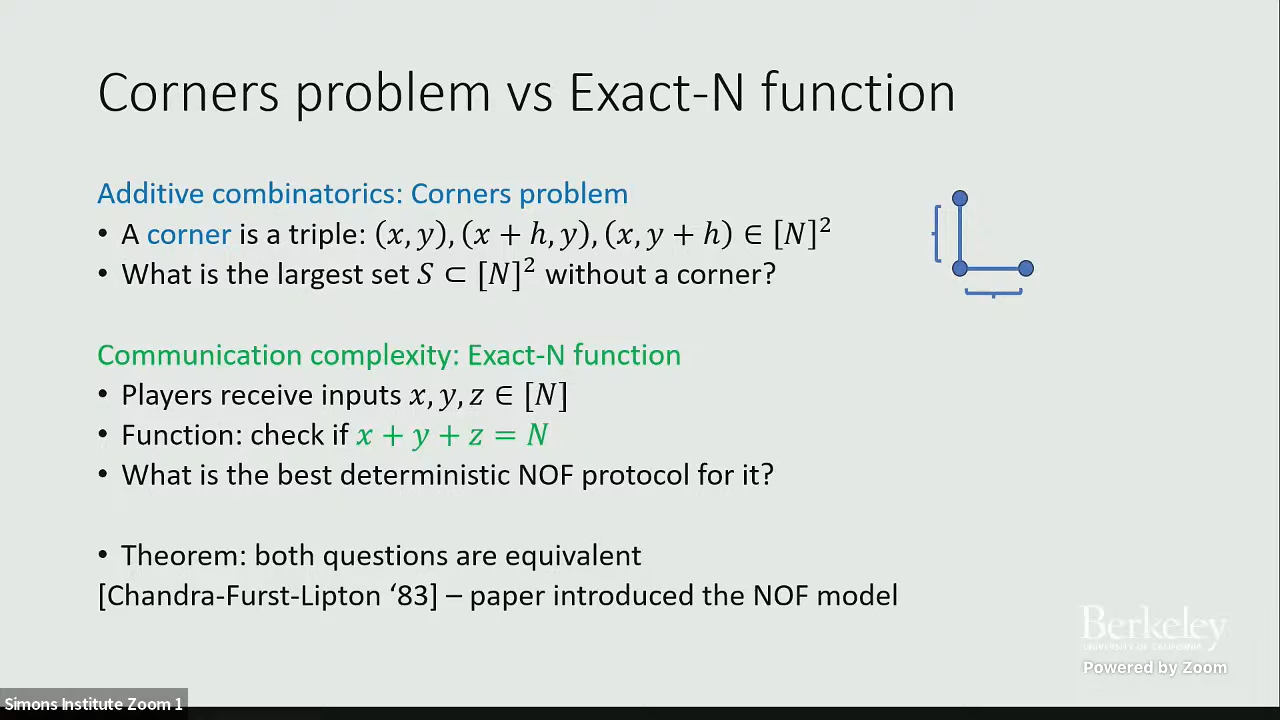 Corners problem vs Exact-N function
Additive combinatorics: Corners problem
• A corner is a triple: (x, y), (x + h, y), (x, y + h) ∈ [N]²
• What is the largest set S ⊂ [N]² without a corner?
Communication complexity: Exact-N function
• Players receive inputs x, y, z ∈ [N]
• Function: check if x + y + z = N
• What is the best deterministic NOF protocol for it?
• Theorem: both questions are equivalent
[Chandra-Furst-Lipton ‘83] – paper introduced the NOF model
Berkeley
UNIVERSITY OF CALIFORNIA
Powered by Zoom
Simons Institute Zoom 1